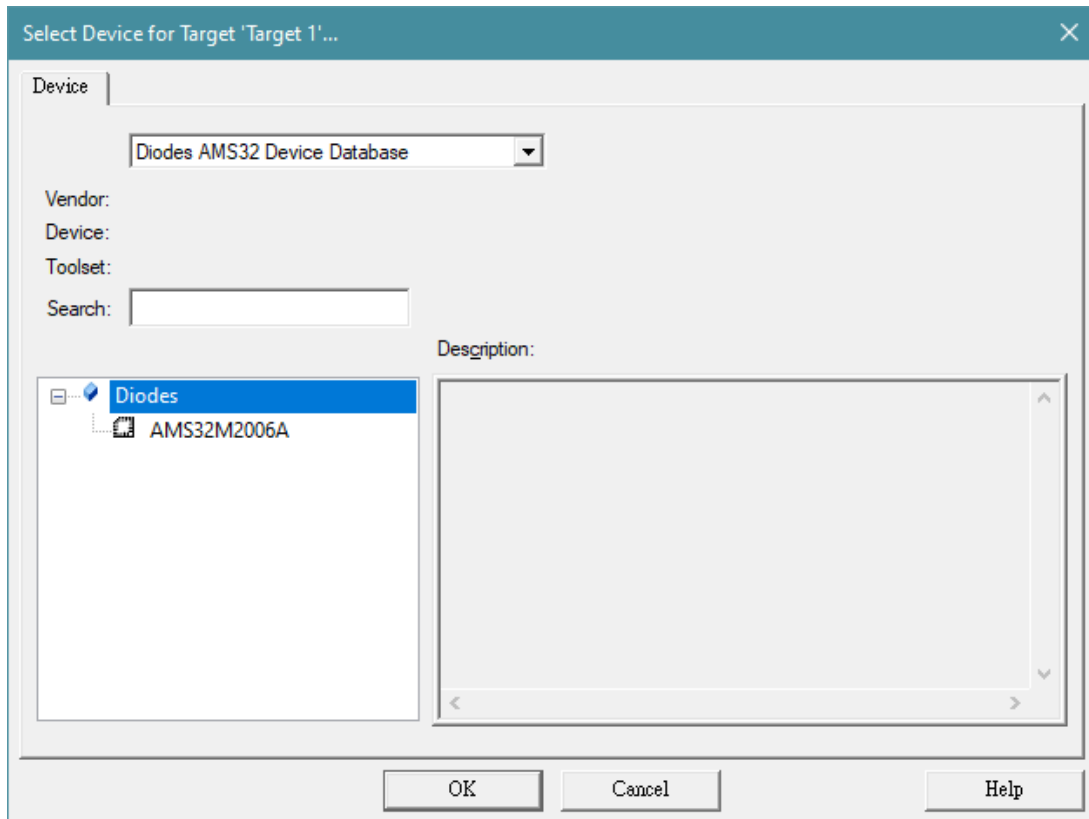 Select Device for Target 'Target 1'...
Device
Diodes AMS32 Device Database
Vendor:
Device:
Toolset:
Search:
Description:
Diodes
AMS32M2006A
OK
Cancel
Help